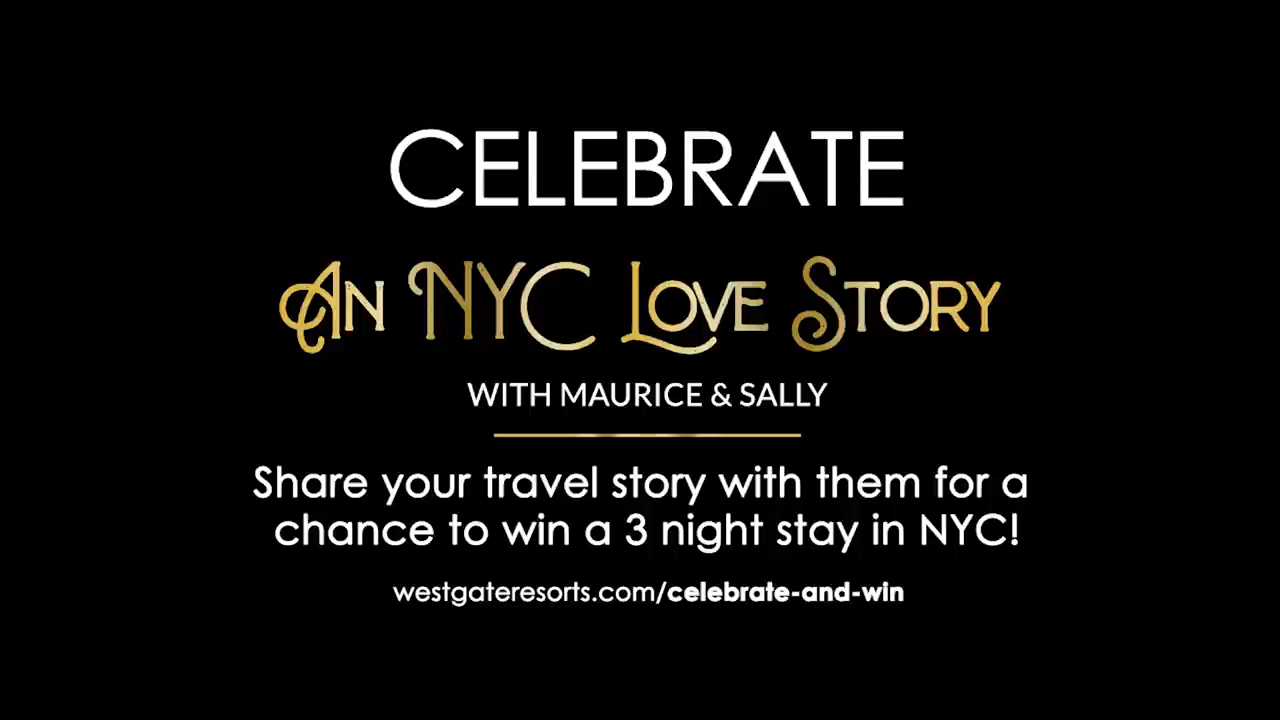 CELEBRATE
An NYC Love Story
WITH MAURICE & SALLY
Share your travel story with them for a
chance to win a 3 night stay in NYC!
westgateresorts.com/celebrate-and-win